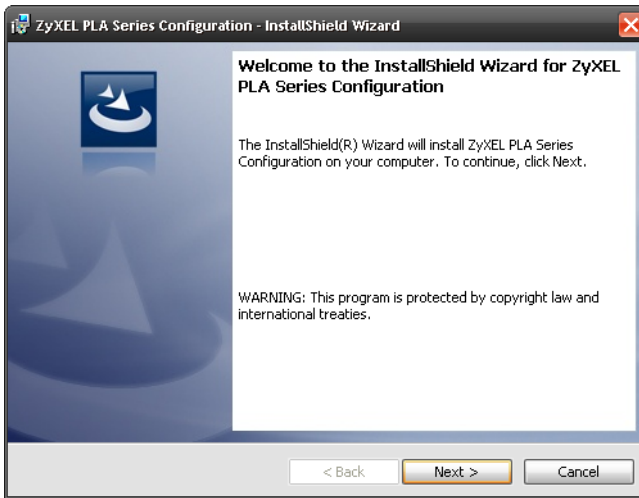 ZyXEL PLA Series Configuration - InstallShield Wizard
Welcome to the InstallShield Wizard for ZyXEL
PLA Series Configuration
The InstallShield(R) Wizard will install ZyXEL PLA Series
Configuration on your computer. To continue, click Next.
WARNING: This program is protected by copyright law and
international treaties.
< Back Next > Cancel